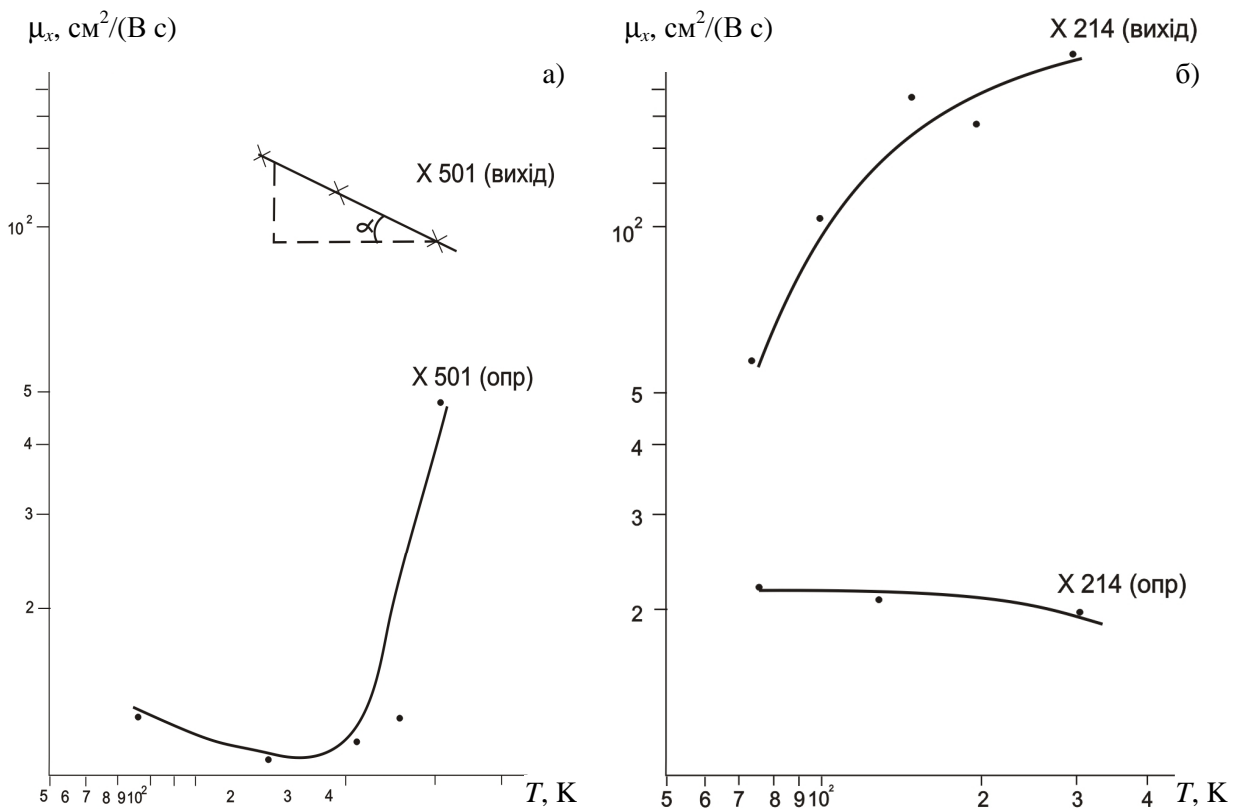 μₓ, см²/(В с)
а)
X 501 (вихід)
α
10²
X 501 (опр)
5
4
3
2
5 6 7 8 9 10² 2 3 4 T, K
μₓ, см²/(В с)
X 214 (вихід)
б)
10²
5
4
3
X 214 (опр)
2
5 6 7 8 9 10² 2 3 4 T, K